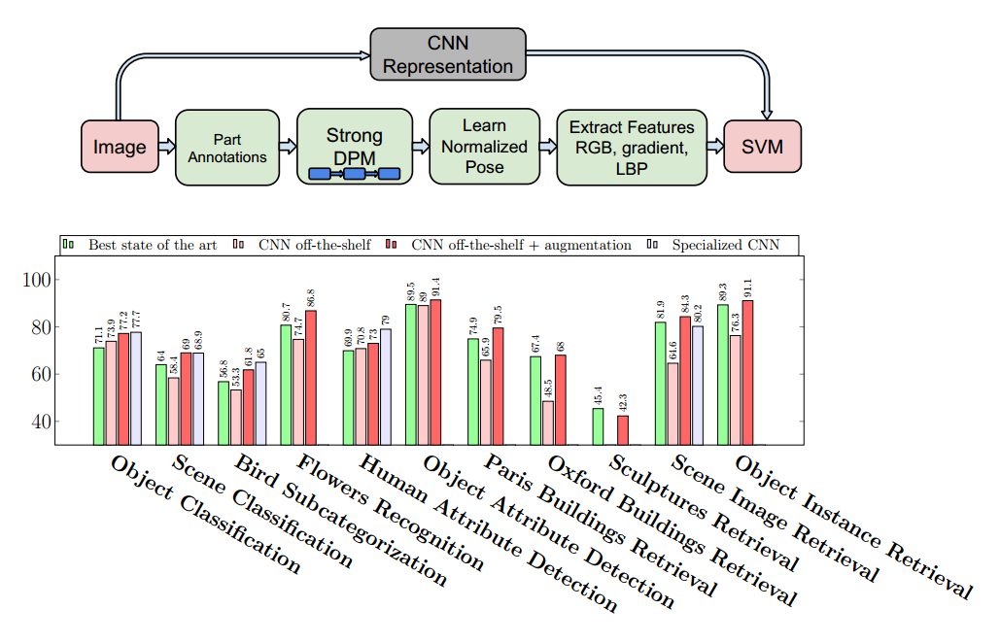 CNN
Representation
Image
Part
Annotations
Strong
DPM
Learn
Normalized
Pose
Extract Features
RGB, gradient,
LBP
SVM
Best state of the art
CNN off-the-shelf
CNN off-the-shelf + augmentation
Specialized CNN
100
80
60
40
71.1
73.9
77.2
77.7
64
58.4
69
68.9
56.8
53.3
61.8
65
80.7
74.7
86.8
69.9
70.8
73
79
89.5
89
91.4
74.9
65.9
79.5
67.4
48.5
68
45.4
42.3
81.9
64.6
84.3
80.2
89.3
76.3
91.1
Object Classification
Scene Classification
Bird Subcategorization
Flowers Recognition
Human Attribute Detection
Object Attribute Detection
Paris Buildings Retrieval
Oxford Buildings Retrieval
Sculptures Retrieval
Scene Image Retrieval
Object Instance Retrieval